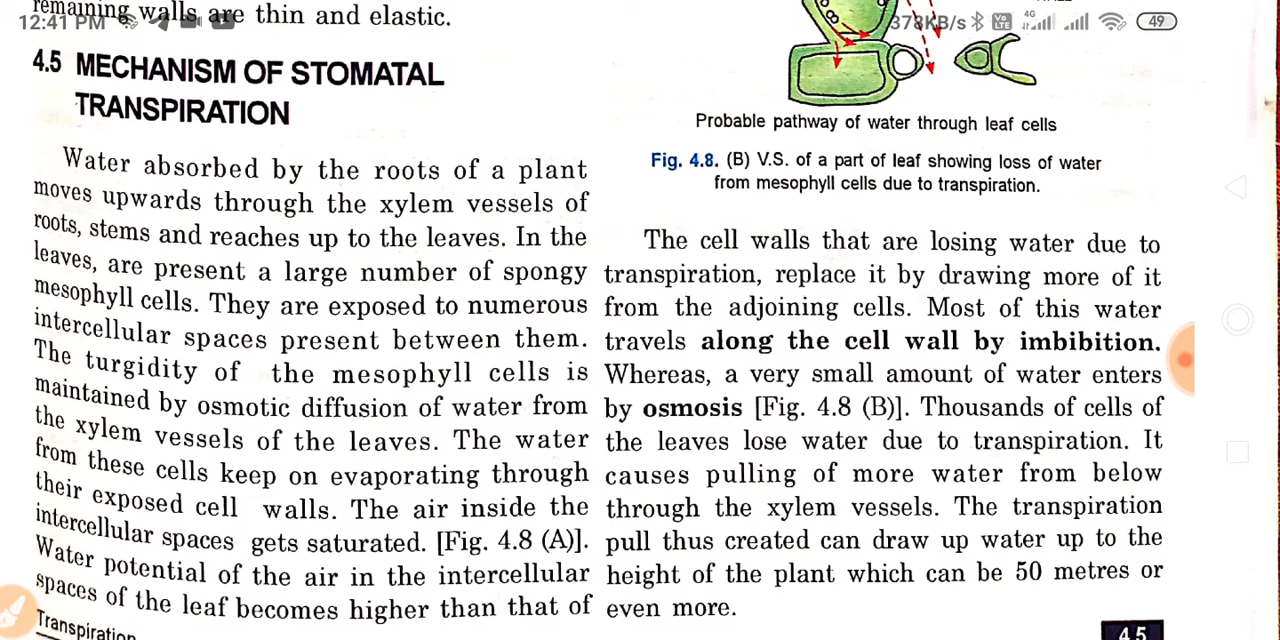 remaining walls are thin and elastic.
12:41 PM
378KB/s
Vo LTE
4G
49
4.5 MECHANISM OF STOMATAL
TRANSPIRATION
Water absorbed by the roots of a plant
moves upwards through the xylem vessels of
roots, stems and reaches up to the leaves. In the
leaves, are present a large number of spongy
mesophyll cells. They are exposed to numerous
intercellular spaces present between them.
The turgidity of the mesophyll cells is
maintained by osmotic diffusion of water from
the xylem vessels of the leaves. The water
from these cells keep on evaporating through
their exposed cell walls. The air inside the
intercellular spaces gets saturated. [Fig. 4.8 (A)].
Water potential of the air in the intercellular
spaces of the leaf becomes higher than that of
Transpiration
Probable pathway of water through leaf cells
Fig. 4.8. (B) V.S. of a part of leaf showing loss of water
from mesophyll cells due to transpiration.
The cell walls that are losing water due to
transpiration, replace it by drawing more of it
from the adjoining cells. Most of this water
travels along the cell wall by imbibition.
Whereas, a very small amount of water enters
by osmosis [Fig. 4.8 (B)]. Thousands of cells of
the leaves lose water due to transpiration. It
causes pulling of more water from below
through the xylem vessels. The transpiration
pull thus created can draw up water up to the
height of the plant which can be 50 metres or
even more.
45